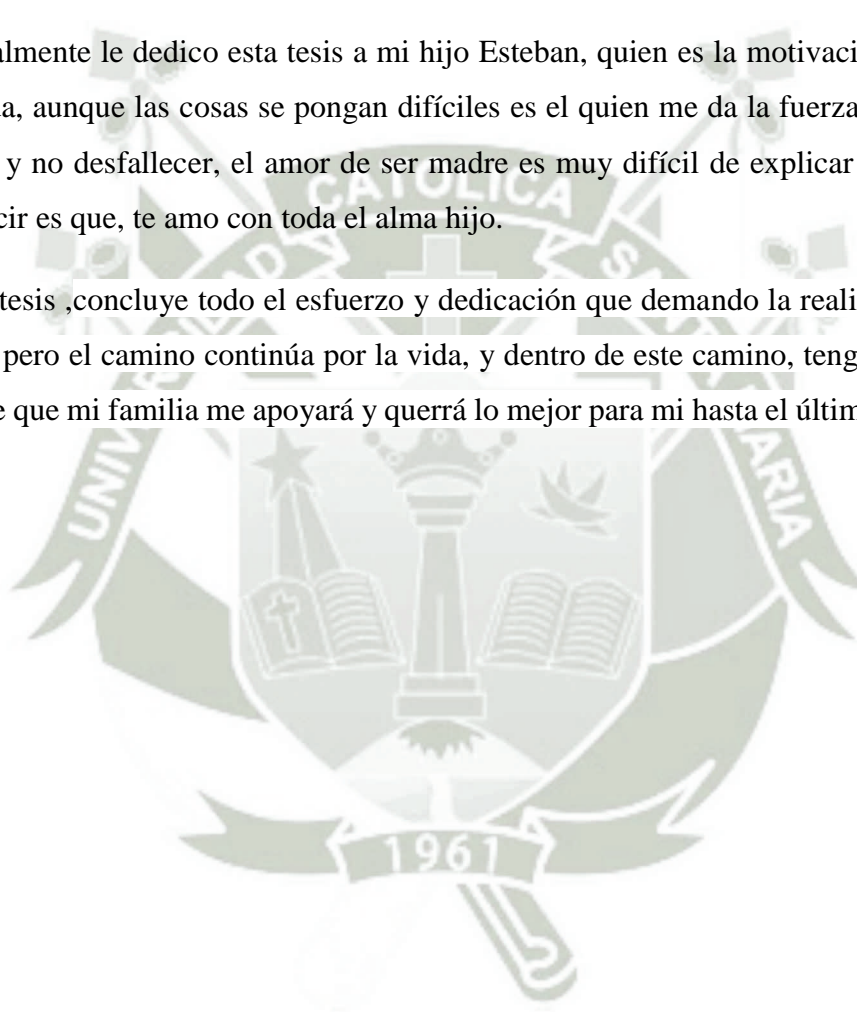 almente le dedico esta tesis a mi hijo Esteban, quien es la motivaci
a, aunque las cosas se pongan difíciles es el quien me da la fuerza
y no desfallecer, el amor de ser madre es muy difícil de explicar
cir es que, te amo con toda el alma hijo.
tesis ,concluye todo el esfuerzo y dedicación que demando la reali
pero el camino continúa por la vida, y dentro de este camino, teng
e que mi familia me apoyará y querrá lo mejor para mi hasta el últim
UNIVERSIDAD CATOLICA SANTA MARIA
1961